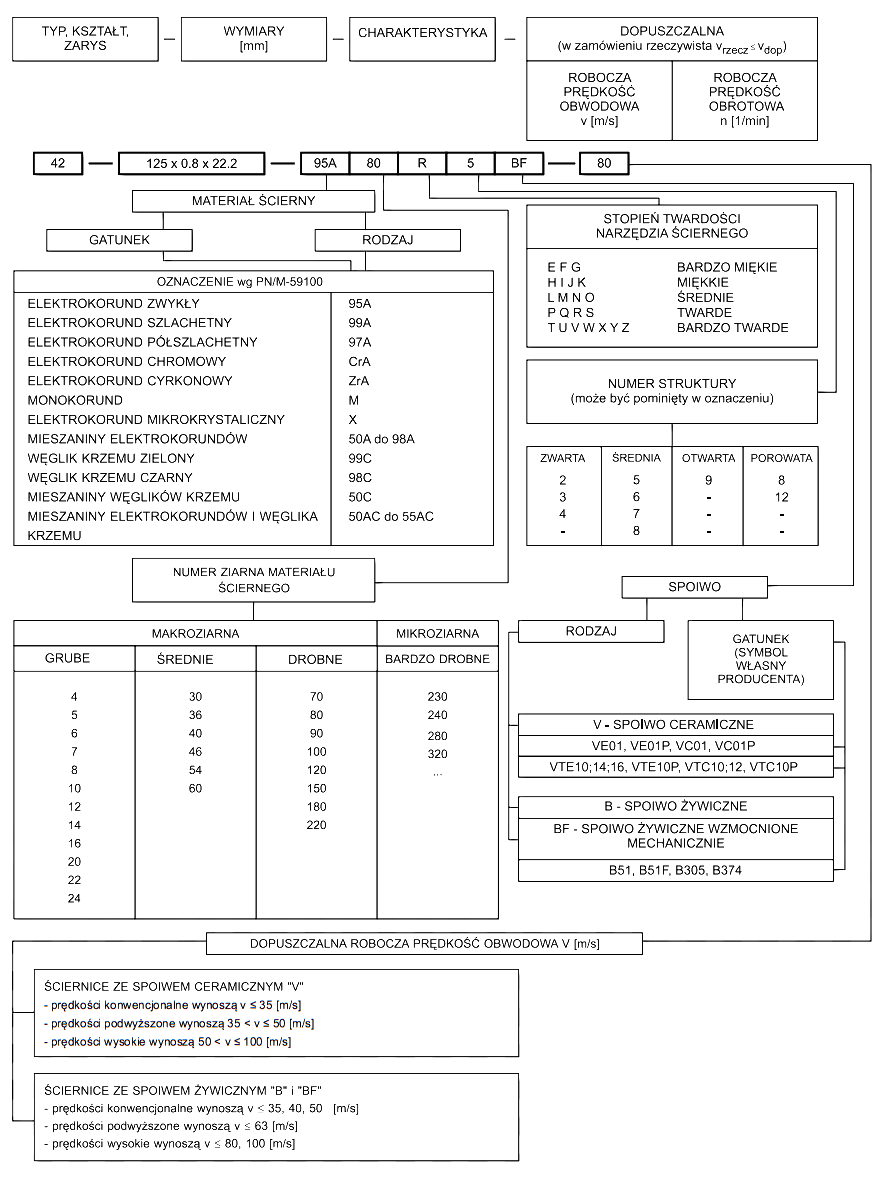 TYP, KSZTAŁT,
ZARYS
WYMIARY
[mm]
CHARAKTERYSTYKA
DOPUSZCZALNA
(w zamówieniu rzeczywista vrzecz ≤ vdop)
ROBOCZA
PRĘDKOŚĆ
OBWODOWA
v [m/s]
ROBOCZA
PRĘDKOŚĆ
OBROTOWA
n [1/min]
42 — 125 x 0.8 x 22.2 — 95A 80 R 5 BF — 80
MATERIAŁ ŚCIERNY
GATUNEK
RODZAJ
OZNACZENIE wg PN/M-59100
ELEKTROKORUND ZWYKŁY 95A
ELEKTROKORUND SZLACHETNY 99A
ELEKTROKORUND PÓŁSZLACHETNY 97A
ELEKTROKORUND CHROMOWY CrA
ELEKTROKORUND CYRKONOWY ZrA
MONOKORUND M
ELEKTROKORUND MIKROKRYSTALICZNY X
MIESZANINY ELEKTROKORUNDÓW 50A do 98A
WĘGLIK KRZEMU ZIELONY 99C
WĘGLIK KRZEMU CZARNY 98C
MIESZANINY WĘGLIKÓW KRZEMU 50C
MIESZANINY ELEKTROKORUNDÓW I WĘGLIKA 50AC do 55AC
KRZEMU
STOPIEŃ TWARDOŚCI
NARZĘDZIA ŚCIERNEGO
E F G BARDZO MIĘKIE
H I J K MIĘKKIE
L M N O ŚREDNIE
P Q R S TWARDE
T U V W X Y Z BARDZO TWARDE
NUMER STRUKTURY
(może być pominięty w oznaczeniu)
ZWARTA ŚREDNIA OTWARTA POROWATA
2 5 9 8
3 6 - 12
4 7 - -
- 8 - -
NUMER ZIARNA MATERIAŁU
ŚCIERNEGO
MAKROZIARNA MIKROZIARNA
GRUBE ŚREDNIE DROBNE BARDZO DROBNE
4 30 70 230
5 36 80 240
6 40 90 280
7 46 100 320
8 54 120 ...
10 60 150
12 180
14 220
16
20
22
24
SPOIWO
RODZAJ
GATUNEK
(SYMBOL
WŁASNY
PRODUCENTA)
V - SPOIWO CERAMICZNE
VE01, VE01P, VC01, VC01P
VTE10;14;16, VTE10P, VTC10;12, VTC10P
B - SPOIWO ŻYWICZNE
BF - SPOIWO ŻYWICZNE WZMOCNIONE
MECHANICZNIE
B51, B51F, B305, B374
DOPUSZCZALNA ROBOCZA PRĘDKOŚĆ OBWODOWA V [m/s]
ŚCIERNICE ZE SPOIWEM CERAMICZNYM "V"
- prędkości konwencjonalne wynoszą v ≤ 35 [m/s]
- prędkości podwyższone wynoszą 35 < v ≤ 50 [m/s]
- prędkości wysokie wynoszą 50 < v ≤ 100 [m/s]
ŚCIERNICE ZE SPOIWEM ŻYWICZNYM "B" i "BF"
- prędkości konwencjonalne wynoszą v ≤ 35, 40, 50 [m/s]
- prędkości podwyższone wynoszą v ≤ 63 [m/s]
- prędkości wysokie wynoszą v ≤ 80, 100 [m/s]